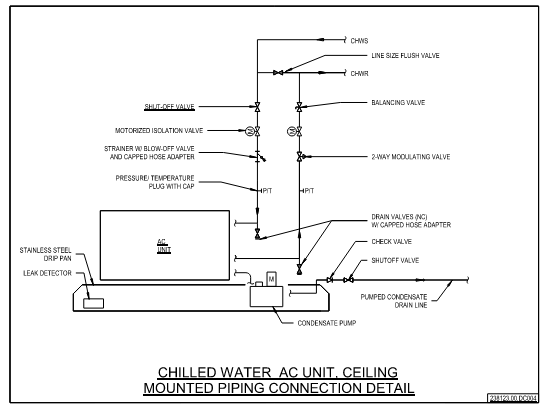 CHWS
LINE SIZE FLUSH VALVE
CHWR
SHUT-OFF VALVE
BALANCING VALVE
MOTORIZED ISOLATION VALVE
M
M
STRAINER W/ BLOW-OFF VALVE
AND CAPPED HOSE ADAPTER
2-WAY MODULATING VALVE
PRESSURE/ TEMPERATURE
PLUG WITH CAP
P/T
P/T
DRAIN VALVES (NC)
W/ CAPPED HOSE ADAPTER
AC
UNIT
CHECK VALVE
STAINLESS STEEL
DRIP PAN
SHUTOFF VALVE
LEAK DETECTOR
M
PUMPED CONDENSATE
DRAIN LINE
CONDENSATE PUMP
CHILLED WATER AC UNIT, CEILING
MOUNTED PIPING CONNECTION DETAIL
238123.00.DC004